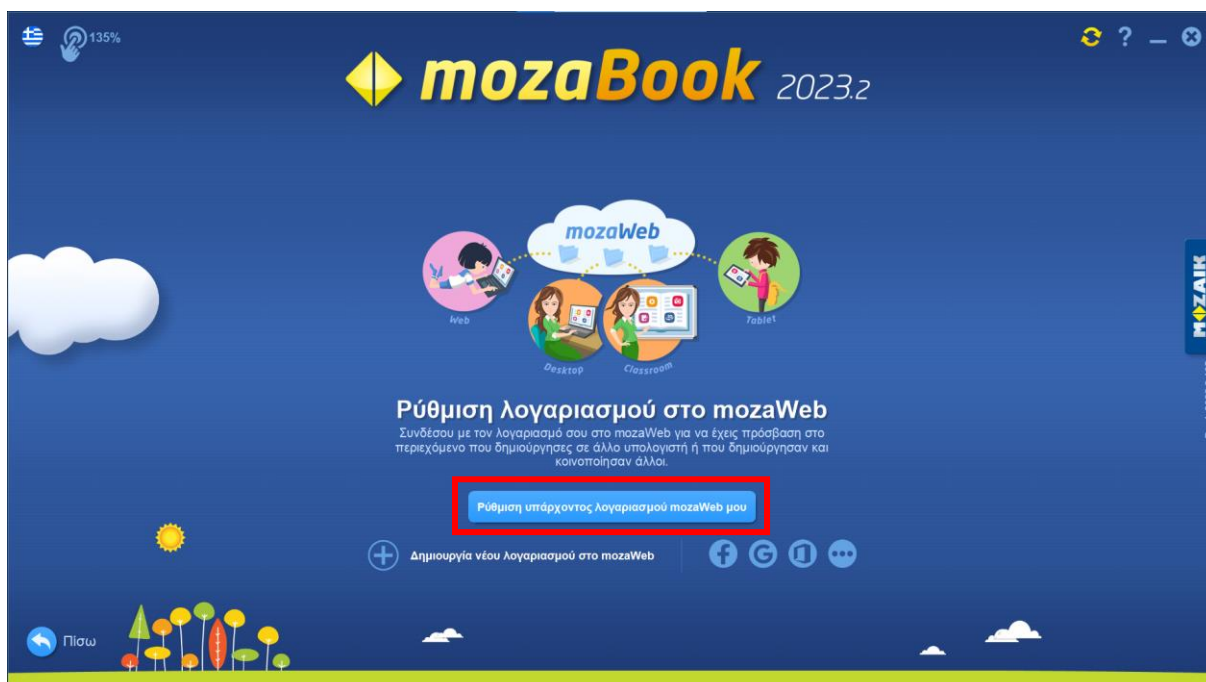 135%
?
mozaBook 2023.2
mozaWeb
Web
Tablet
Desktop
Classroom
MOZAIK
Ρύθμιση λογαριασμού στο mozaWeb
Συνδέσου με τον λογαριασμό σου στο mozaWeb για να έχεις πρόσβαση στο
περιεχόμενο που δημιούργησες σε άλλο υπολογιστή ή που δημιούργησαν και
κοινοποίησαν άλλοι.
Ρύθμιση υπάρχοντος λογαριασμού mozaWeb μου
Δημιουργία νέου λογαριασμού στο mozaWeb
Πίσω